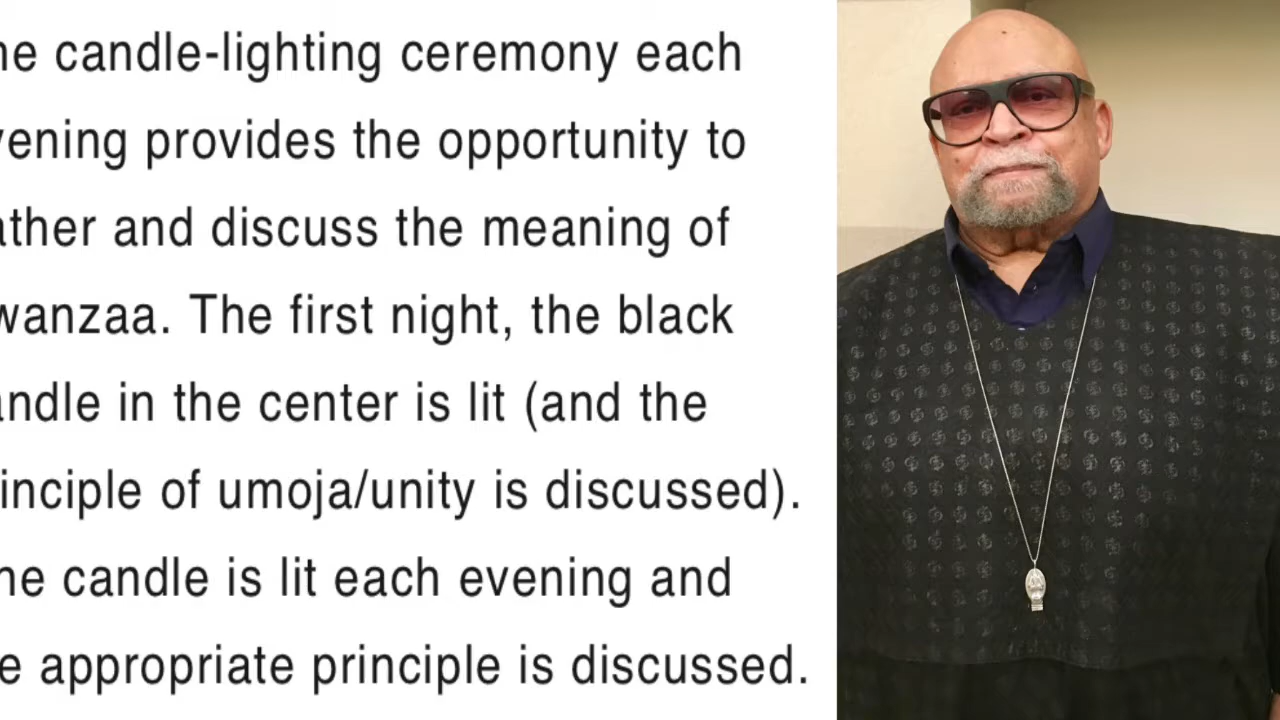 he candle-lighting ceremony each
vening provides the opportunity to
ather and discuss the meaning of
wanzaa. The first night, the black
andle in the center is lit (and the
inciple of umoja/unity is discussed).
ne candle is lit each evening and
e appropriate principle is discussed.